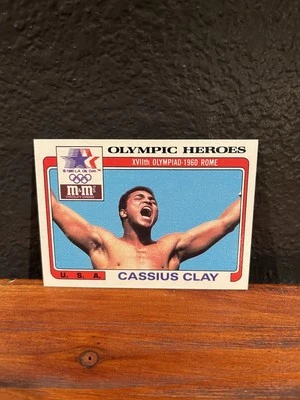 OLYMPIC HEROES
XVIIth OLYMPIAD-1960 ROME
m&m's
U.S.A.
CASSIUS CLAY